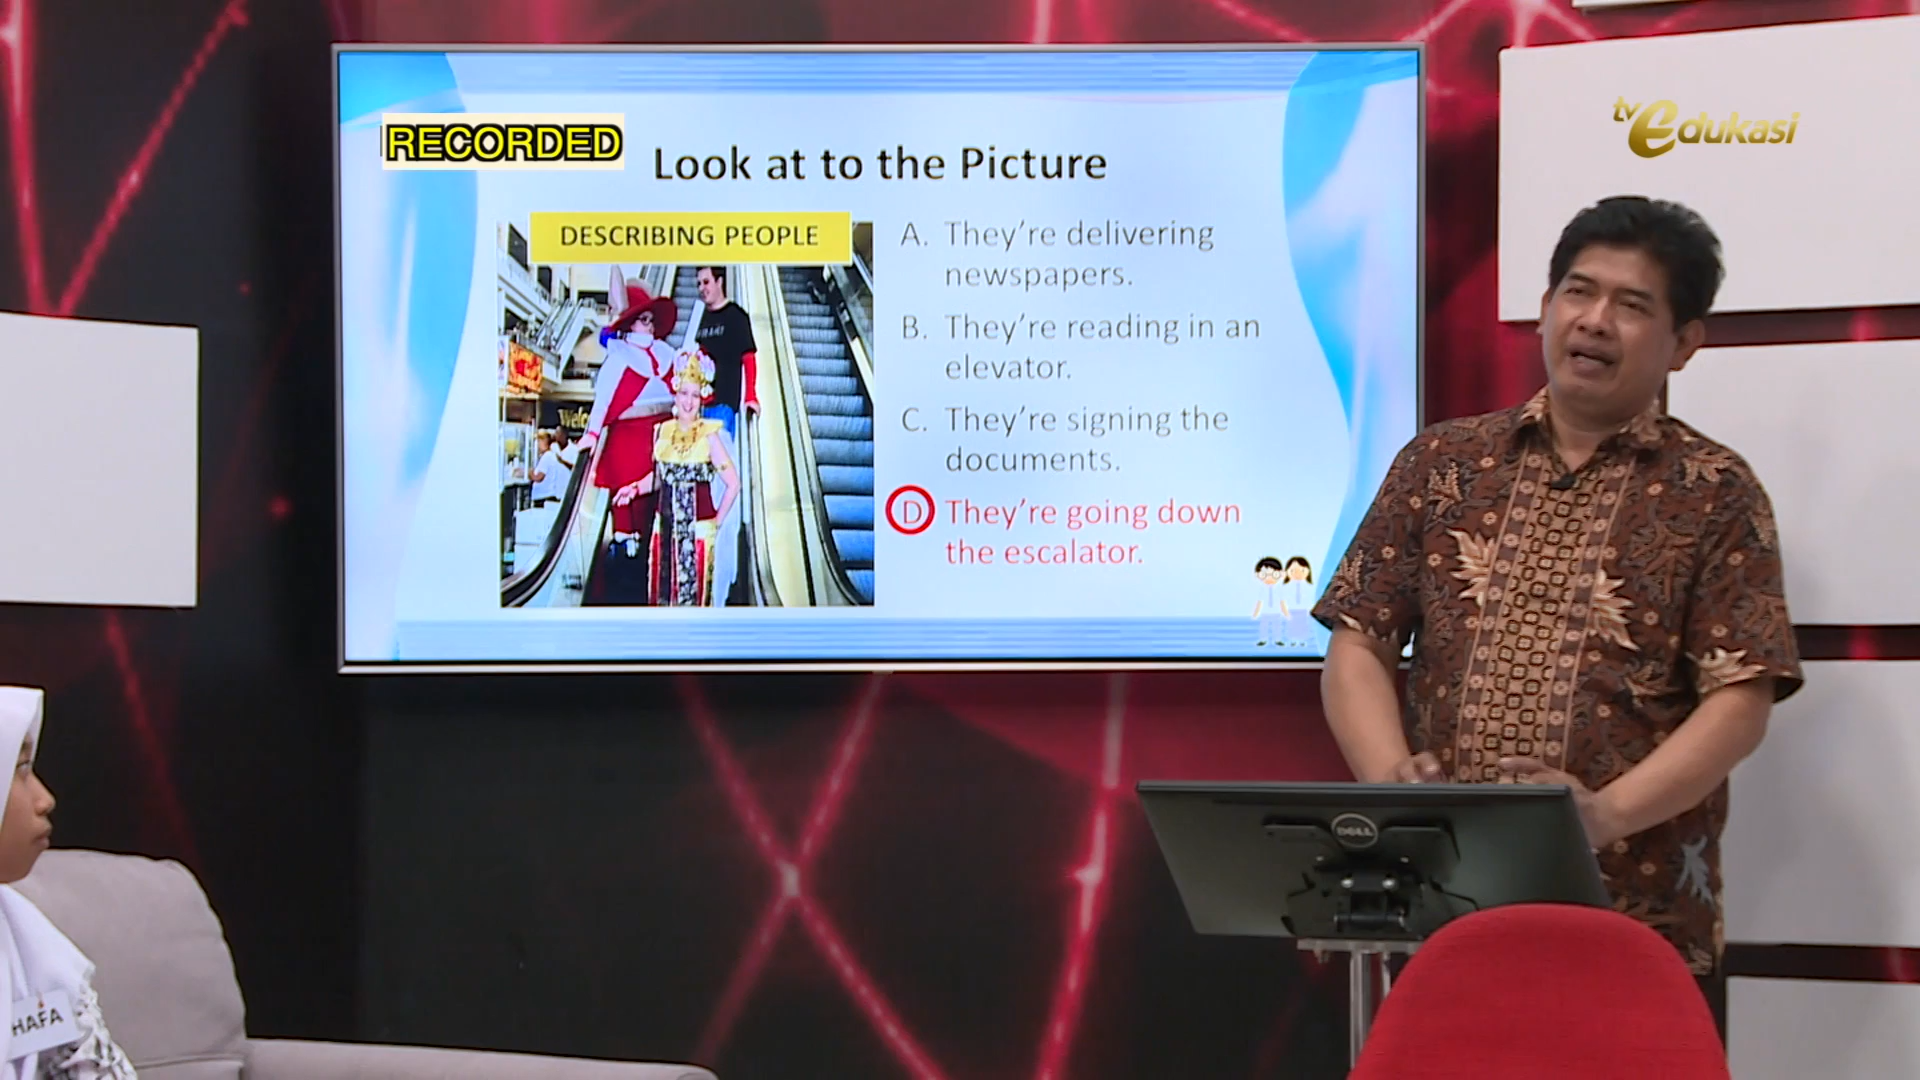 RECORDED
tv edukasi
Look at to the Picture
DESCRIBING PEOPLE
A. They're delivering
newspapers.
B. They're reading in an
elevator.
C. They're signing the
documents.
D They're going down
the escalator.
DELL
HAFA